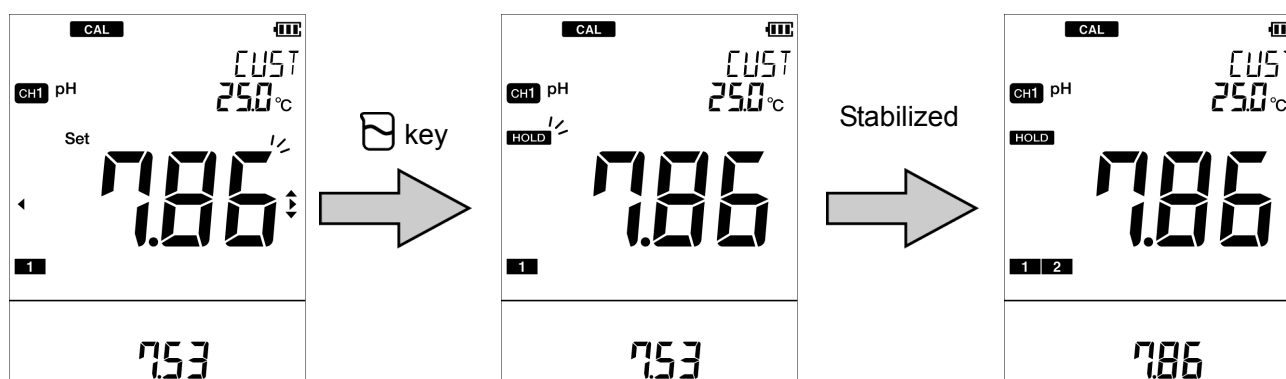 CAL
CUST
CH1 pH 25.0 °C
Set
7.86
1
7.53
key
CAL
CUST
CH1 pH 25.0 °C
HOLD
7.86
1
7.53
Stabilized
CAL
CUST
CH1 pH 25.0 °C
HOLD
7.86
1 2
7.86